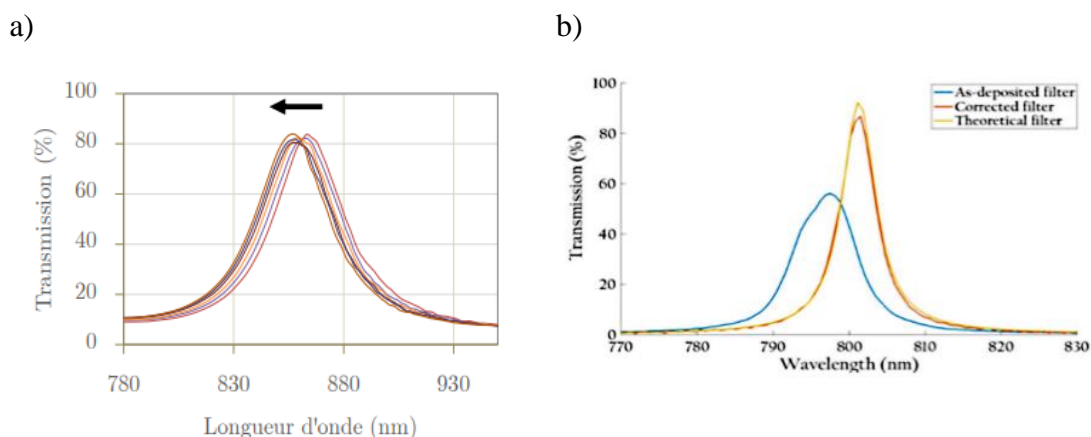 a)
b)
100
80
60
40
20
0
Transmission (%)
780 830 880 930
Longueur d'onde (nm)
100
80
60
40
20
0
Transmission (%)
As-deposited filter
Corrected filter
Theoretical filter
770 780 790 800 810 820 830
Wavelength (nm)